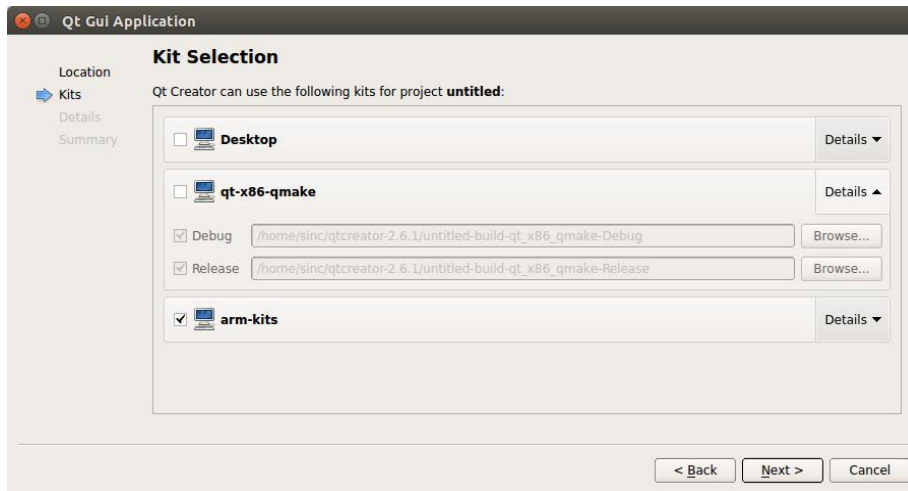 Qt Gui Application
Location
Kits
Details
Summary
Kit Selection
Qt Creator can use the following kits for project untitled:
Desktop Details
qt-x86-qmake Details
Debug /home/sinc/qtcreator-2.6.1/untitled-build-qt_x86_qmake-Debug Browse...
Release /home/sinc/qtcreator-2.6.1/untitled-build-qt_x86_qmake-Release Browse...
arm-kits Details
< Back Next > Cancel